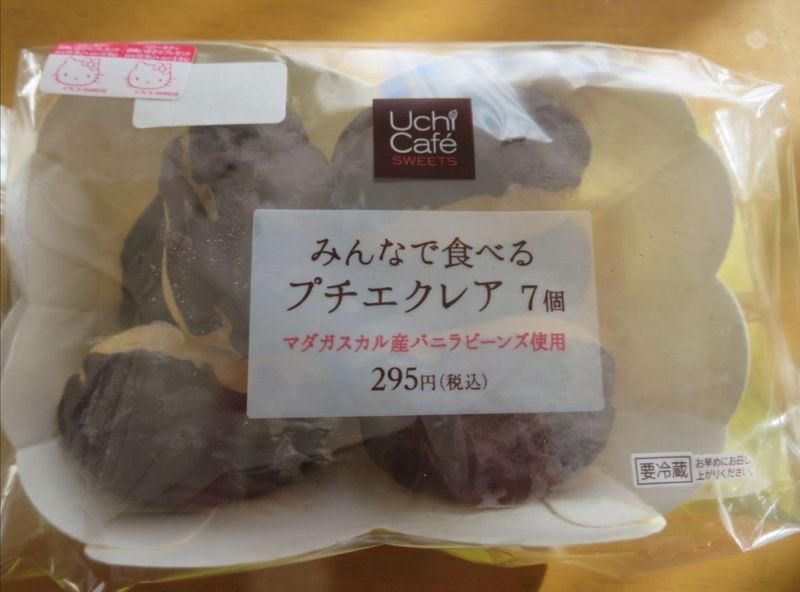 Uchi
Café
SWEETS
みんなで食べる
プチエクレア 7個
マダガスカル産バニラビーンズ使用
295円(税込)
要冷蔵
お早めにお召し
上がりください。